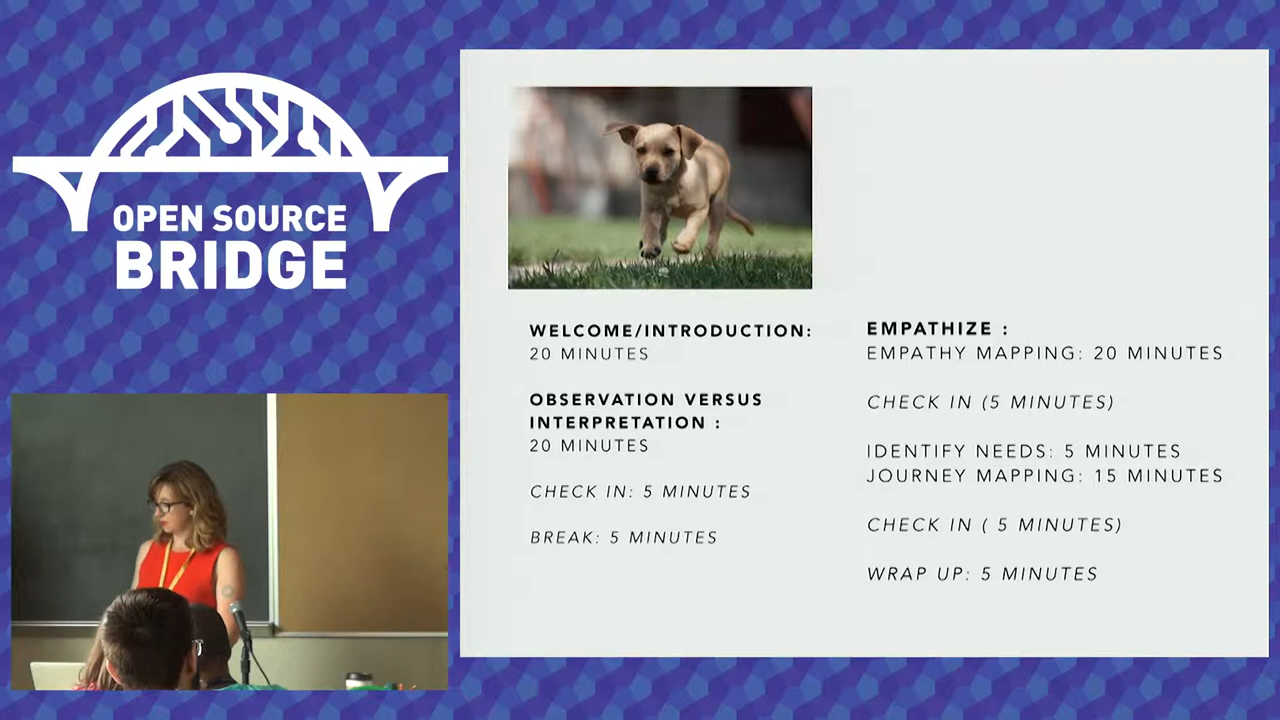 OPEN SOURCE
BRIDGE
WELCOME/INTRODUCTION:
20 MINUTES
OBSERVATION VERSUS
INTERPRETATION :
20 MINUTES
CHECK IN: 5 MINUTES
BREAK: 5 MINUTES
EMPATHIZE :
EMPATHY MAPPING: 20 MINUTES
CHECK IN (5 MINUTES)
IDENTIFY NEEDS: 5 MINUTES
JOURNEY MAPPING: 15 MINUTES
CHECK IN ( 5 MINUTES)
WRAP UP: 5 MINUTES